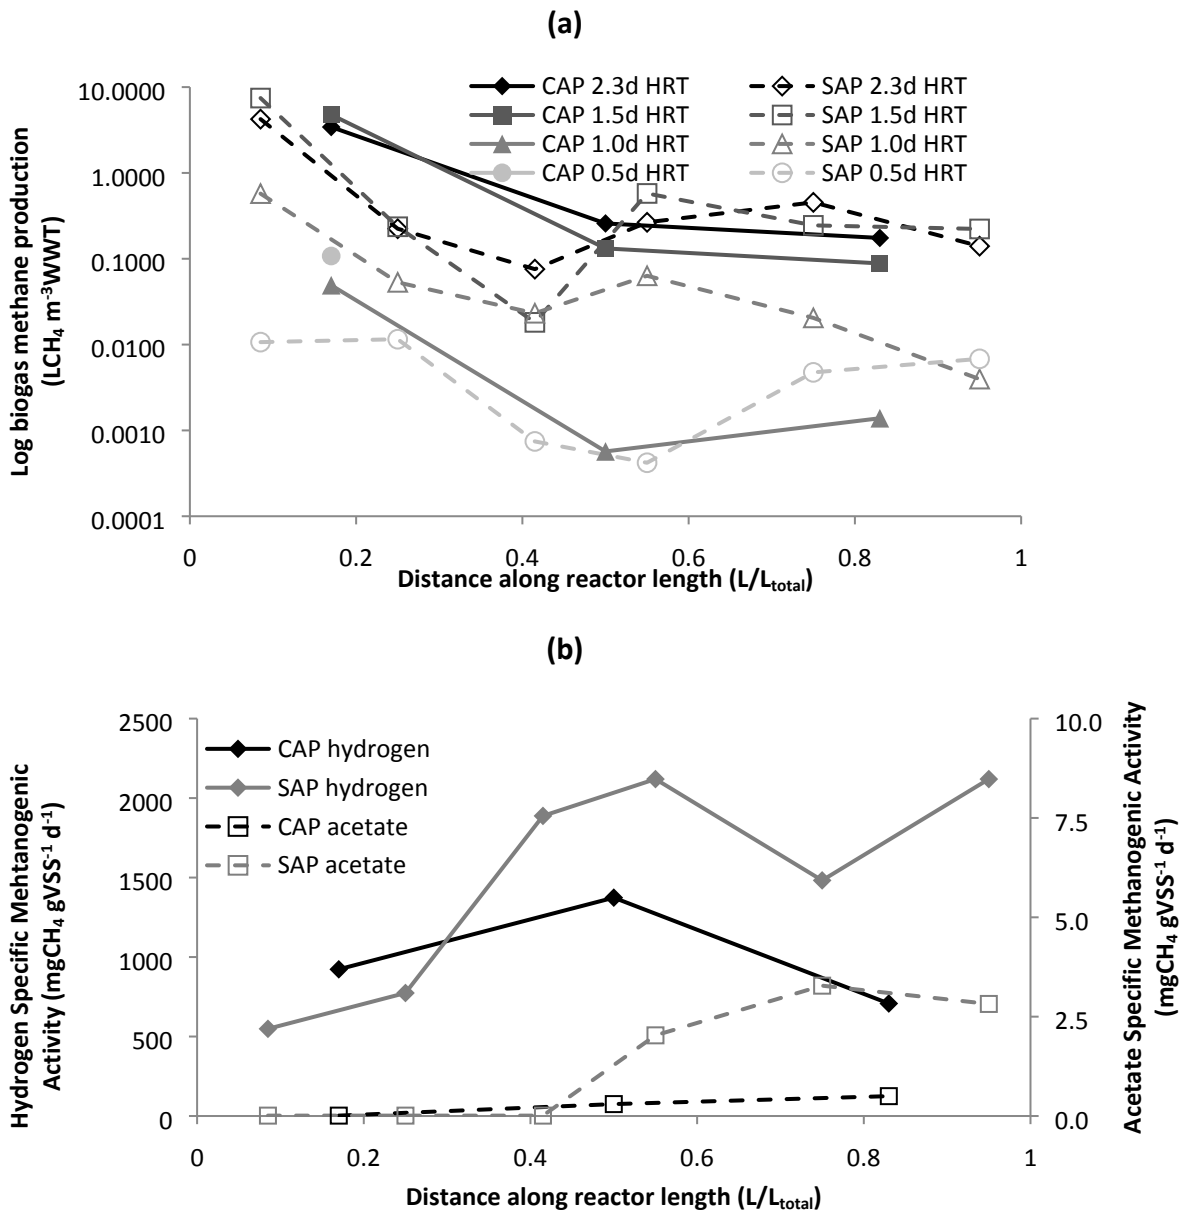 (a)
Log biogas methane production
(LCH₄ m⁻³WWT)
10.0000
1.0000
0.1000
0.0100
0.0010
0.0001
CAP 2.3d HRT
CAP 1.5d HRT
CAP 1.0d HRT
CAP 0.5d HRT
SAP 2.3d HRT
SAP 1.5d HRT
SAP 1.0d HRT
SAP 0.5d HRT
0 0.2 0.4 0.6 0.8 1
Distance along reactor length (L/Ltotal)
(b)
Hydrogen Specific Mehtanogenic
Activity (mgCH₄ gVSS⁻¹ d⁻¹)
2500
2000
1500
1000
500
0
CAP hydrogen
SAP hydrogen
CAP acetate
SAP acetate
10.0
7.5
5.0
2.5
0.0
Acetate Specific Methanogenic Activity
(mgCH₄ gVSS⁻¹ d⁻¹)
0 0.2 0.4 0.6 0.8 1
Distance along reactor length (L/Ltotal)